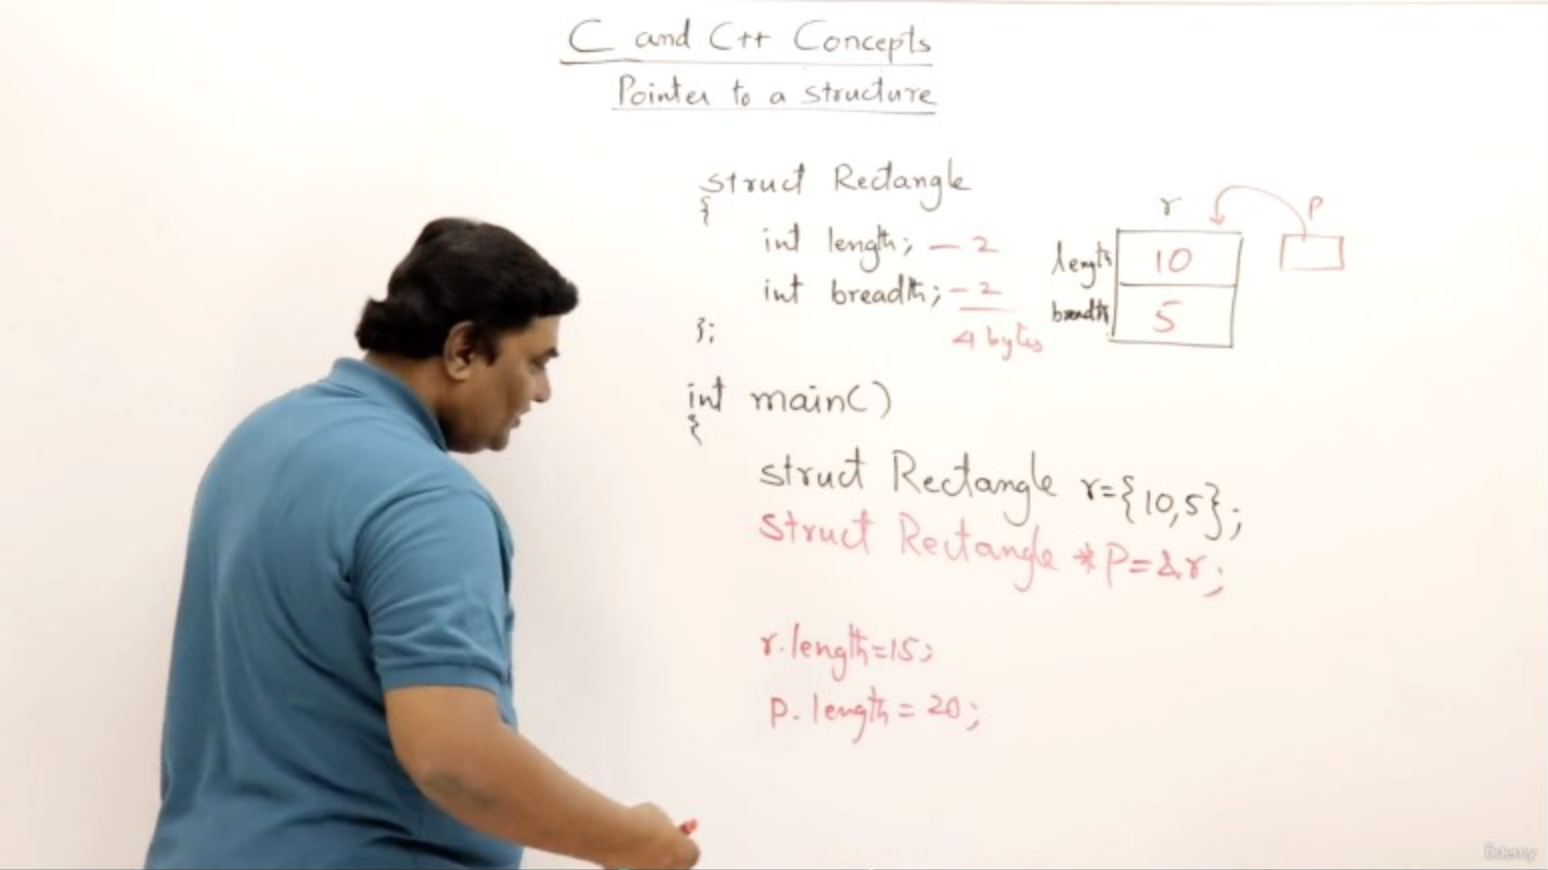 C and C++ Concepts
Pointer to a structure
struct Rectangle
{
int length; — 2
int breadth; — 2
4 bytes
};
r
p
length 10
breadth 5
int main()
{
struct Rectangle r={10,5};
struct Rectangle *p=&r;
r.length=15;
p.length = 20;
ûdemy